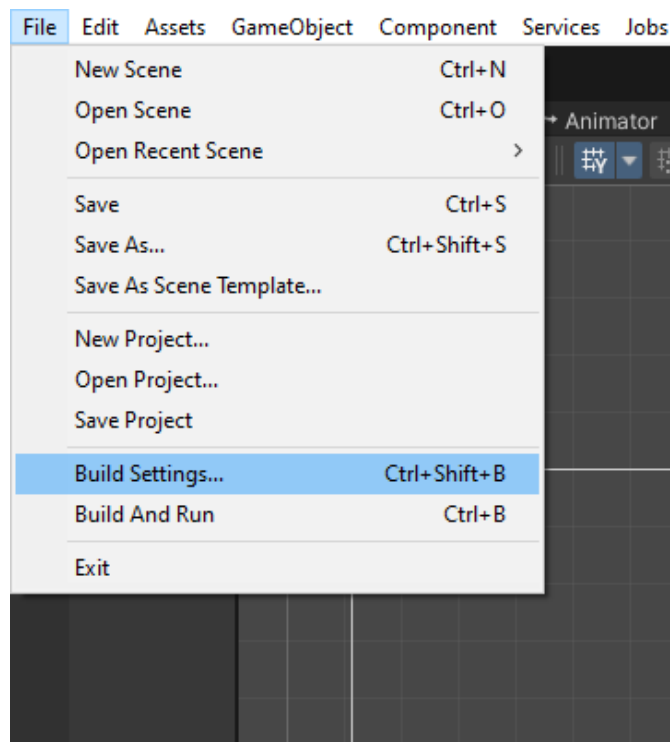 File Edit Assets GameObject Component Services Jobs
New Scene Ctrl+N
Open Scene Ctrl+O
Animator
Open Recent Scene
Save Ctrl+S
Save As... Ctrl+Shift+S
Save As Scene Template...
New Project...
Open Project...
Save Project
Build Settings... Ctrl+Shift+B
Build And Run Ctrl+B
Exit